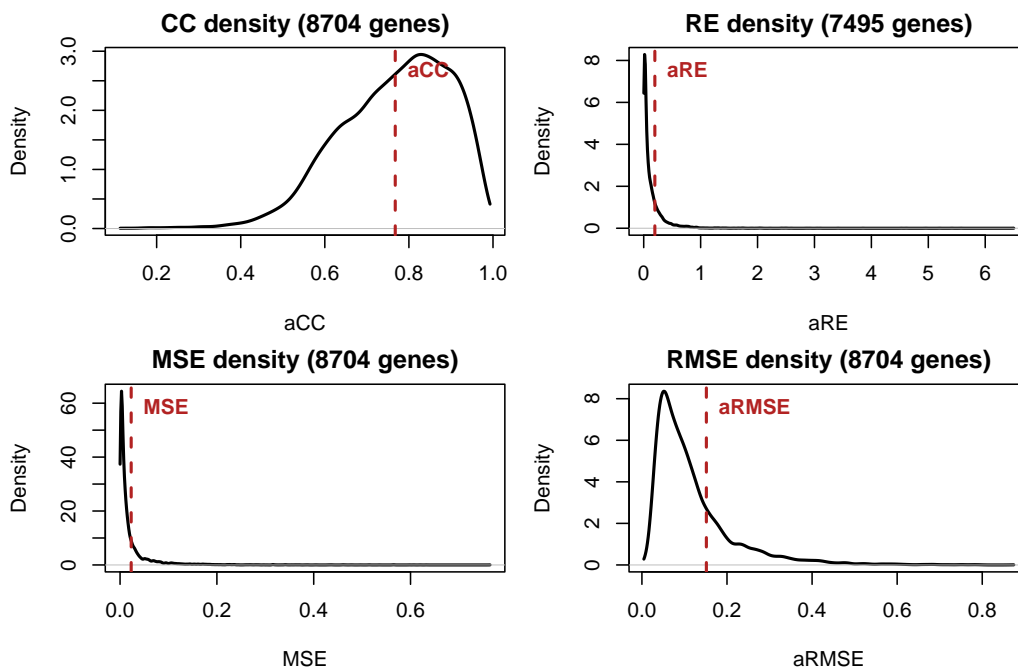 CC density (8704 genes)
Density
0.0
1.0
2.0
3.0
aCC
0.2 0.4 0.6 0.8 1.0
aCC
RE density (7495 genes)
Density
0
2
4
6
8
aRE
0 1 2 3 4 5 6
aRE
MSE density (8704 genes)
Density
0
20
40
60
MSE
0.0 0.2 0.4 0.6
MSE
RMSE density (8704 genes)
Density
0
2
4
6
8
aRMSE
0.0 0.2 0.4 0.6 0.8
aRMSE